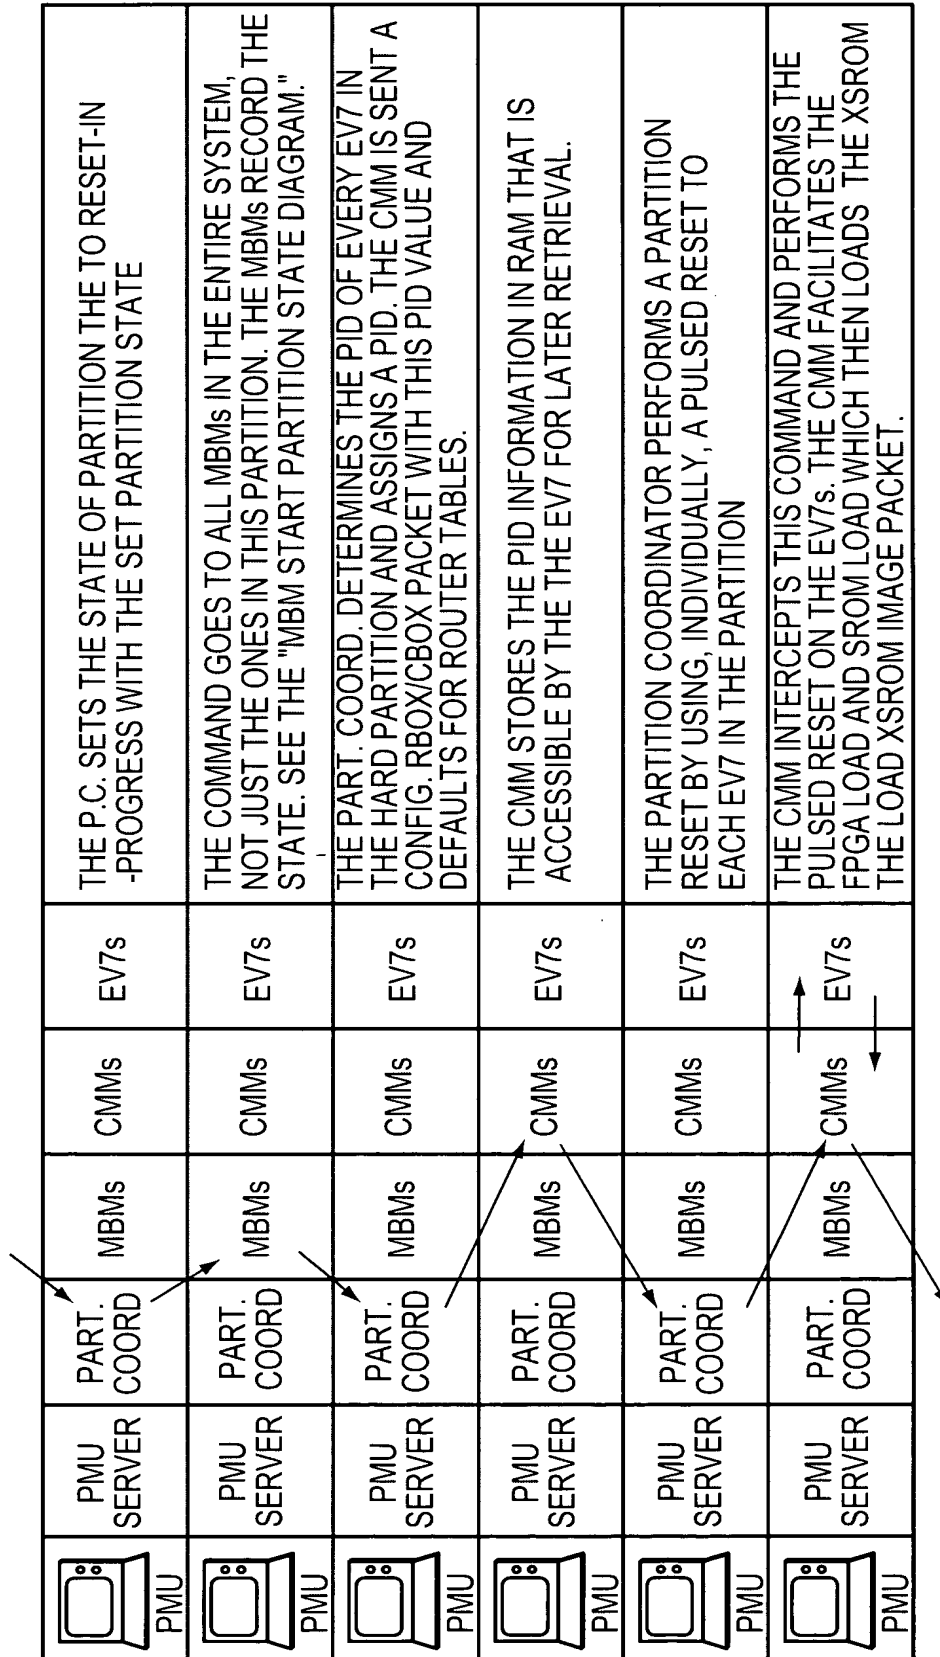 PMU
PMU
SERVER
PART.
COORD
MBMs
CMMs
EV7s
THE P.C. SETS THE STATE OF PARTITION THE TO RESET-IN
-PROGRESS WITH THE SET PARTITION STATE
PMU
PMU
SERVER
PART.
COORD
MBMs
CMMs
EV7s
THE COMMAND GOES TO ALL MBMs IN THE ENTIRE SYSTEM,
NOT JUST THE ONES IN THIS PARTITION. THE MBMs RECORD THE
STATE. SEE THE "MBM START PARTITION STATE DIAGRAM."
PMU
PMU
SERVER
PART.
COORD
MBMs
CMMs
EV7s
THE PART. COORD. DETERMINES THE PID OF EVERY EV7 IN
THE HARD PARTITION AND ASSIGNS A PID. THE CMM IS SENT A
CONFIG. RBOX/CBOX PACKET WITH THIS PID VALUE AND
DEFAULTS FOR ROUTER TABLES.
PMU
PMU
SERVER
PART.
COORD
MBMs
CMMs
EV7s
THE CMM STORES THE PID INFORMATION IN RAM THAT IS
ACCESSIBLE BY THE THE EV7 FOR LATER RETRIEVAL.
PMU
PMU
SERVER
PART.
COORD
MBMs
CMMs
EV7s
THE PARTITION COORDINATOR PERFORMS A PARTITION
RESET BY USING, INDIVIDUALLY, A PULSED RESET TO
EACH EV7 IN THE PARTITION
PMU
PMU
SERVER
PART.
COORD
MBMs
CMMs
EV7s
THE CMM INTERCEPTS THIS COMMAND AND PERFORMS THE
PULSED RESET ON THE EV7s. THE CMM FACILITATES THE
FPGA LOAD AND SROM LOAD WHICH THEN LOADS THE XSROM
THE LOAD XSROM IMAGE PACKET.